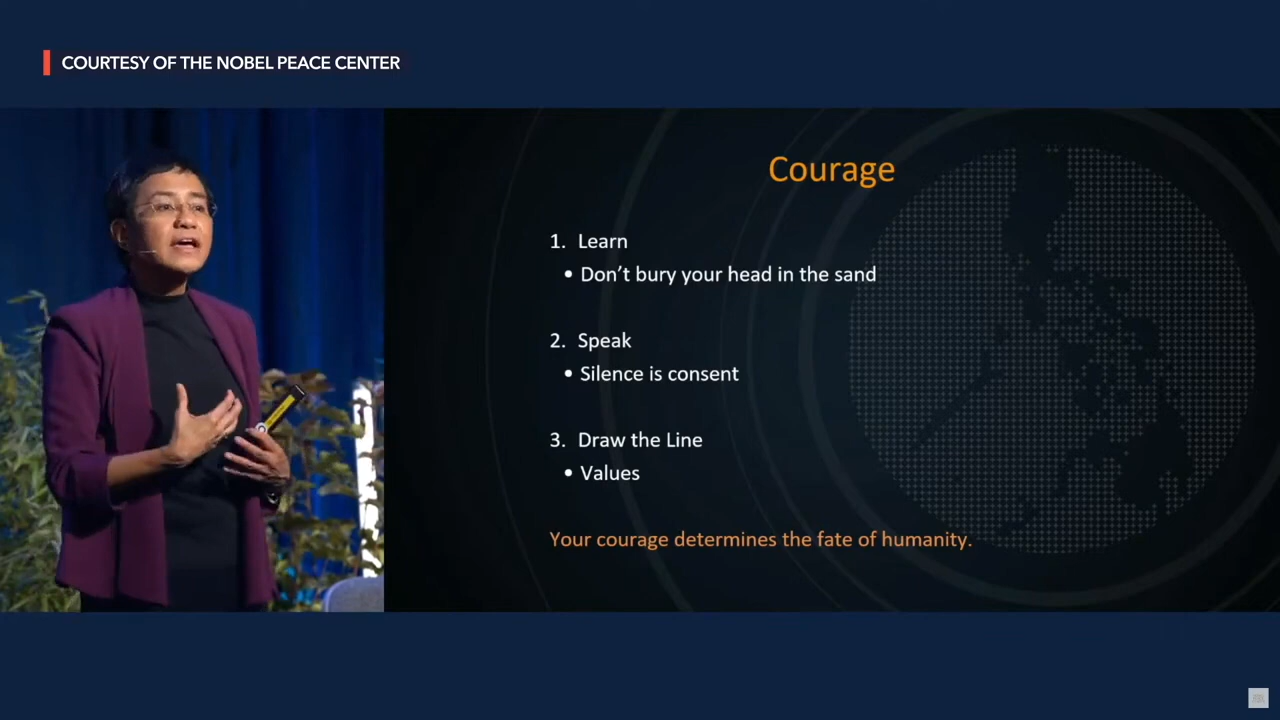 COURTESY OF THE NOBEL PEACE CENTER
Courage
1. Learn
• Don't bury your head in the sand
2. Speak
• Silence is consent
3. Draw the Line
• Values
Your courage determines the fate of humanity.